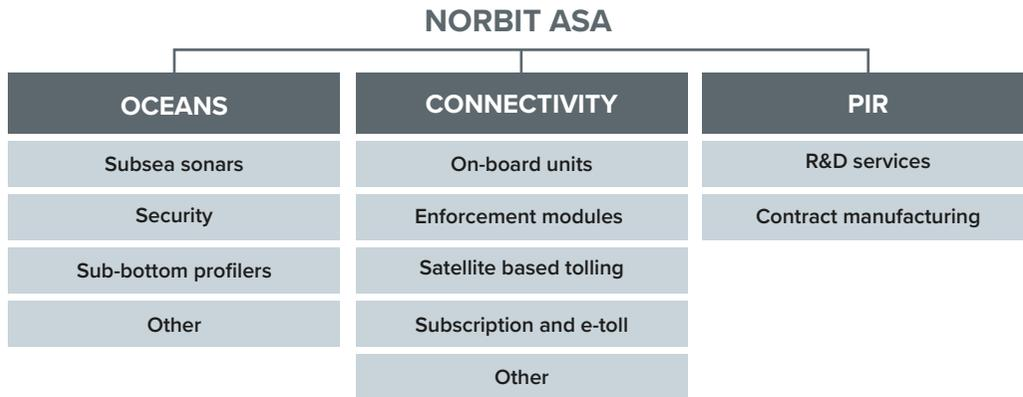 NORBIT ASA
OCEANS
Subsea sonars
Security
Sub-bottom profilers
Other
CONNECTIVITY
On-board units
Enforcement modules
Satellite based tolling
Subscription and e-toll
Other
PIR
R&D services
Contract manufacturing